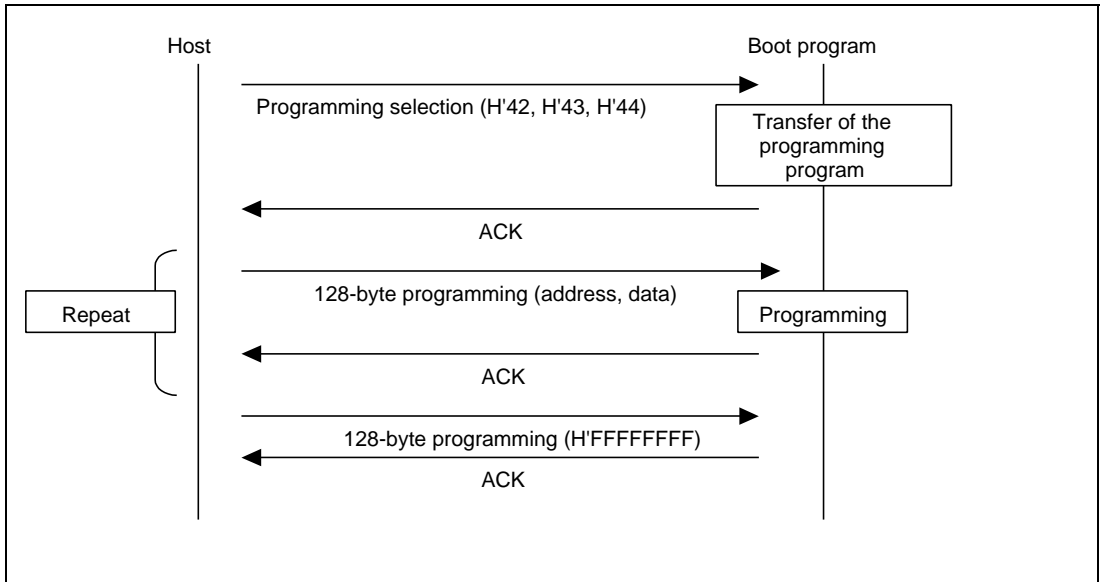 Host
Boot program
Programming selection (H'42, H'43, H'44)
Transfer of the
programming
program
ACK
128-byte programming (address, data)
Repeat
Programming
ACK
128-byte programming (H'FFFFFFFF)
ACK